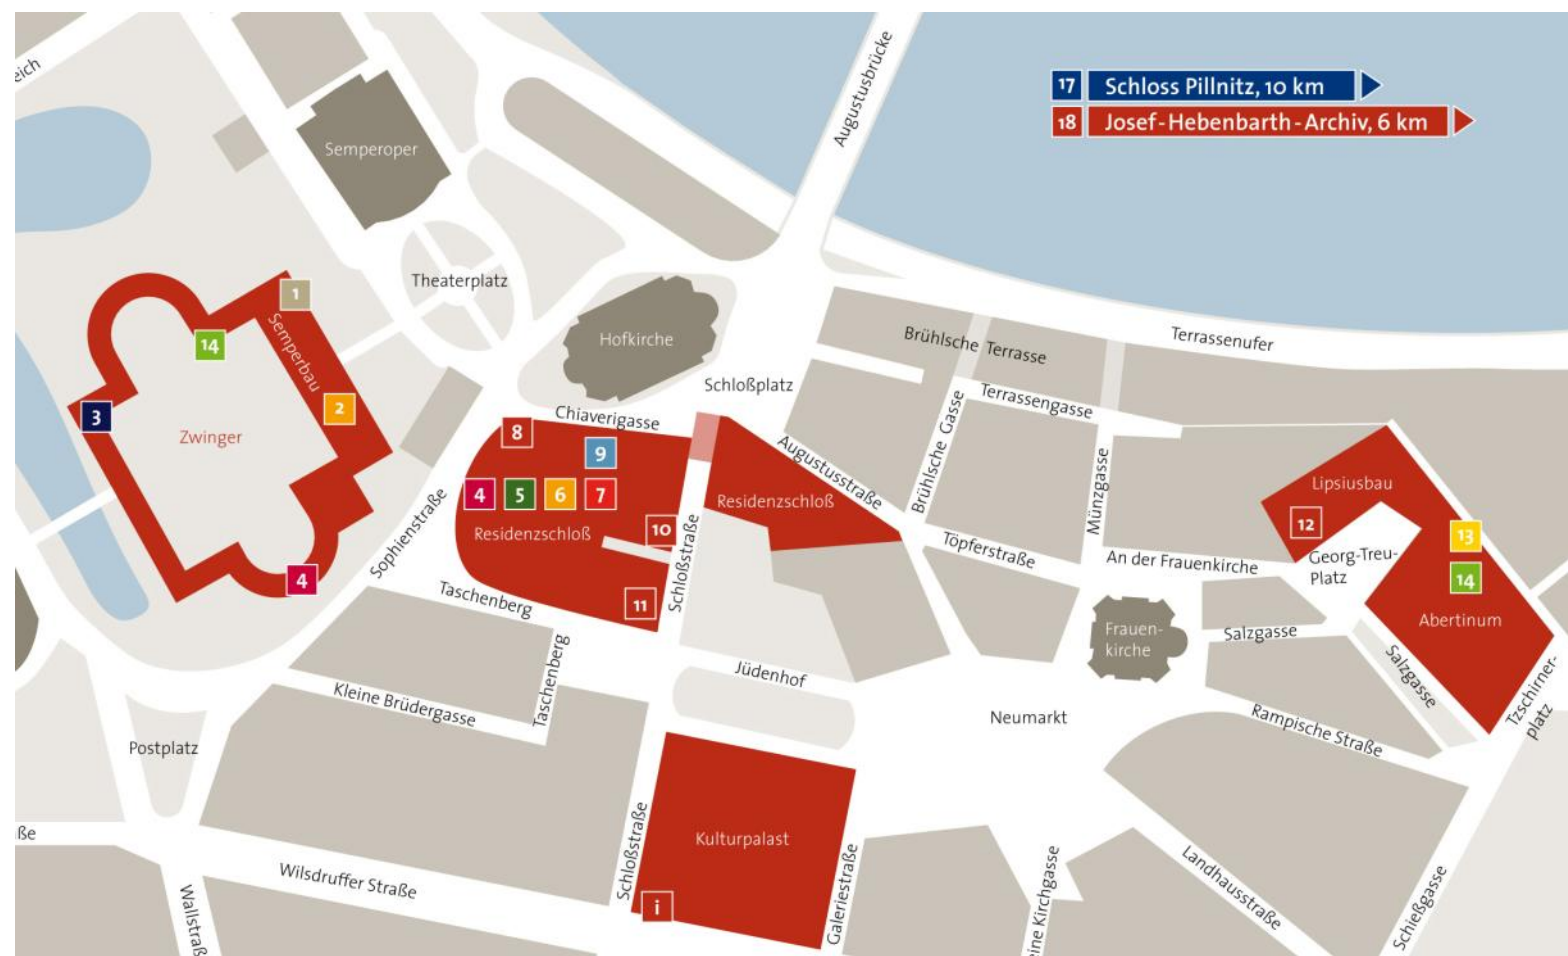 eich
Augustusbrücke
17 Schloss Pillnitz, 10 km
18 Josef-Hebenbarth-Archiv, 6 km
Semperoper
Theaterplatz
1
14
Semperbau
2
3
Zwinger
4
Hofkirche
Schloßplatz
Brühlsche Terrasse
Terrassenufer
Terrassengasse
Chiaverigasse
8
9
4
5
6
7
Residenzschloß
10
11
Sophienstraße
Schloßstraße
Residenzschloß
Augustusstraße
Brühlsche Gasse
Münzgasse
Töpferstraße
An der Frauenkirche
Lipsiusbau
12
Georg-Treu-
Platz
13
14
Abertinum
Frauen-
kirche
Salzgasse
Salzgasse
Tzschirner-
platz
Rampische Straße
Taschenberg
Taschenberg
Kleine Brüdergasse
Jüdenhof
Neumarkt
Postplatz
ße
Wilsdruffer Straße
Wallstraß
Schloßstraße
Kulturpalast
i
Galeriestraße
eine Kirchgasse
Landhausstraße
Schießgasse